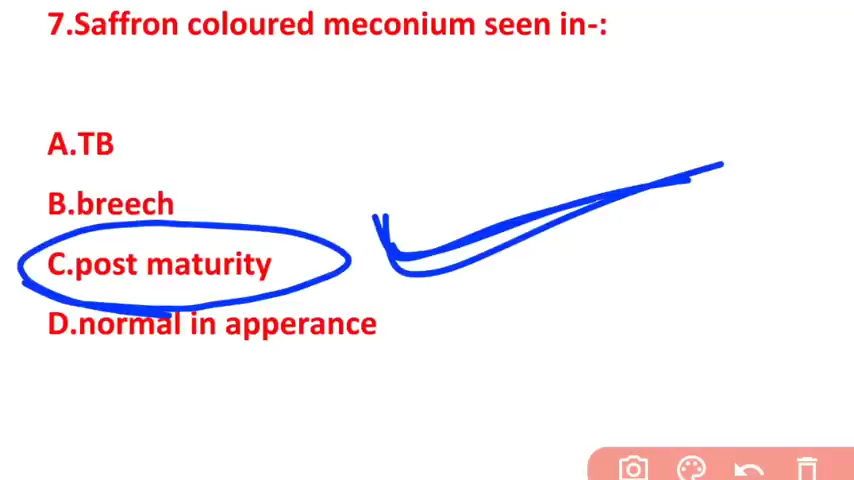 7.Saffron coloured meconium seen in-:
A.TB
B.breech
C.post maturity
D.normal in apperance